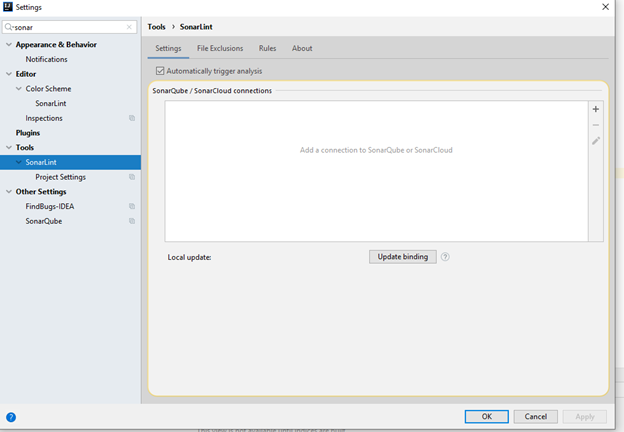 Settings
sonar
Tools › SonarLint
Appearance & Behavior
Notifications
Editor
Color Scheme
SonarLint
Inspections
Plugins
Tools
SonarLint
Project Settings
Other Settings
FindBugs-IDEA
SonarQube
Settings File Exclusions Rules About
Automatically trigger analysis
SonarQube / SonarCloud connections
Add a connection to SonarQube or SonarCloud
Local update: Update binding ?
? OK Cancel Apply